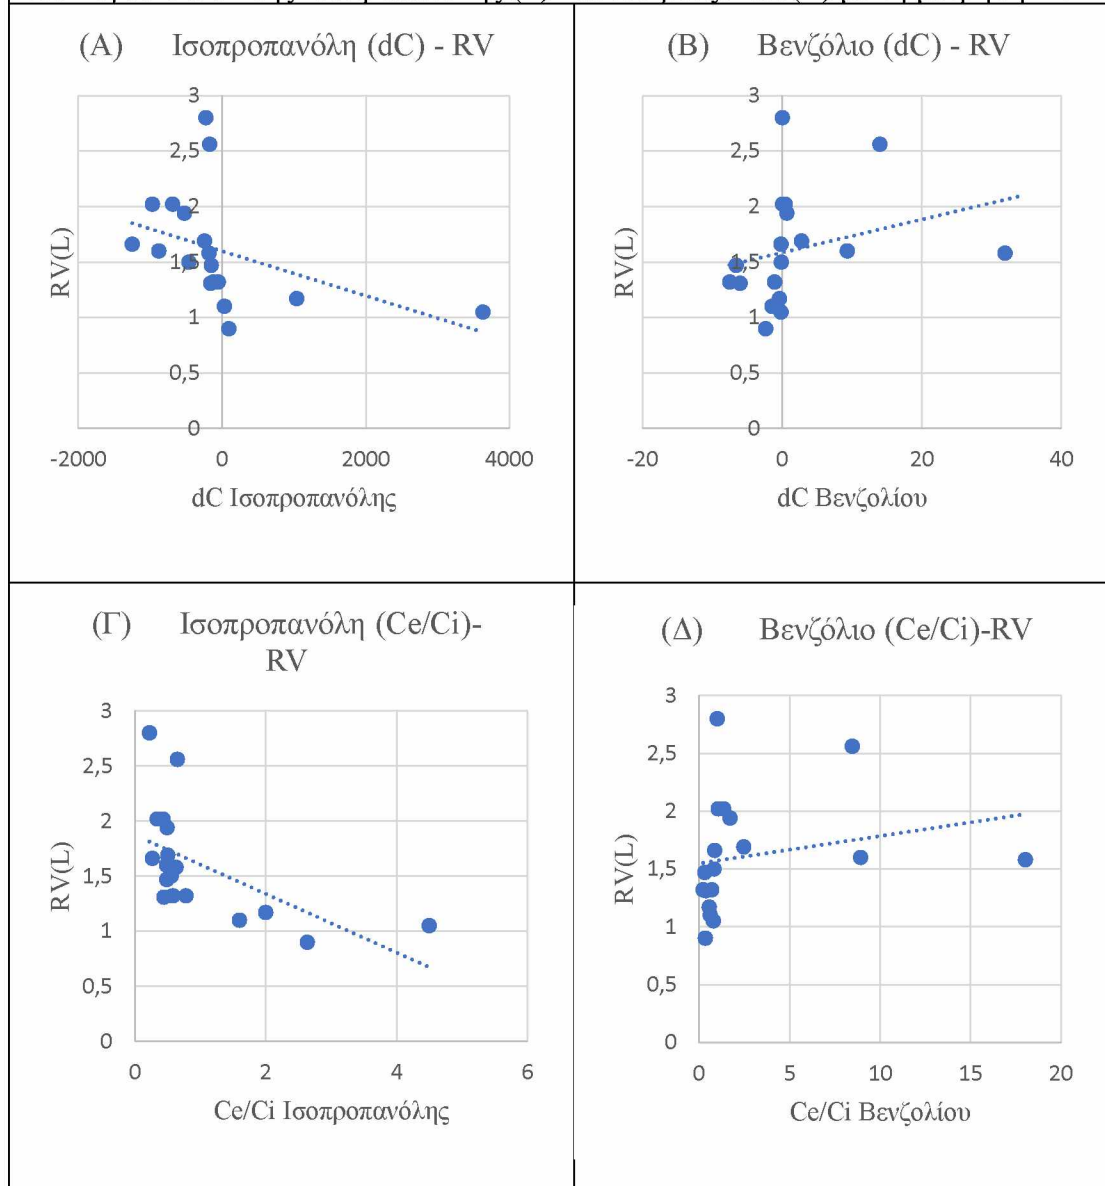 (Α) Ισοπροπανόλη (dC) - RV
3
2,5
2
1,5
1
0,5
0
-2000 0 2000 4000
RV(L)
dC Ισοπροπανόλης
(Β) Βενζόλιο (dC) - RV
3
2,5
2
1,5
1
0,5
0
-20 0 20 40
RV(L)
dC Βενζολίου
(Γ) Ισοπροπανόλη (Ce/Ci)-
RV
3
2,5
2
1,5
1
0,5
0
0 2 4 6
RV(L)
Ce/Ci Ισοπροπανόλης
(Δ) Βενζόλιο (Ce/Ci)-RV
3
2,5
2
1,5
1
0,5
0
0 5 10 15 20
RV(L)
Ce/Ci Βενζολίου